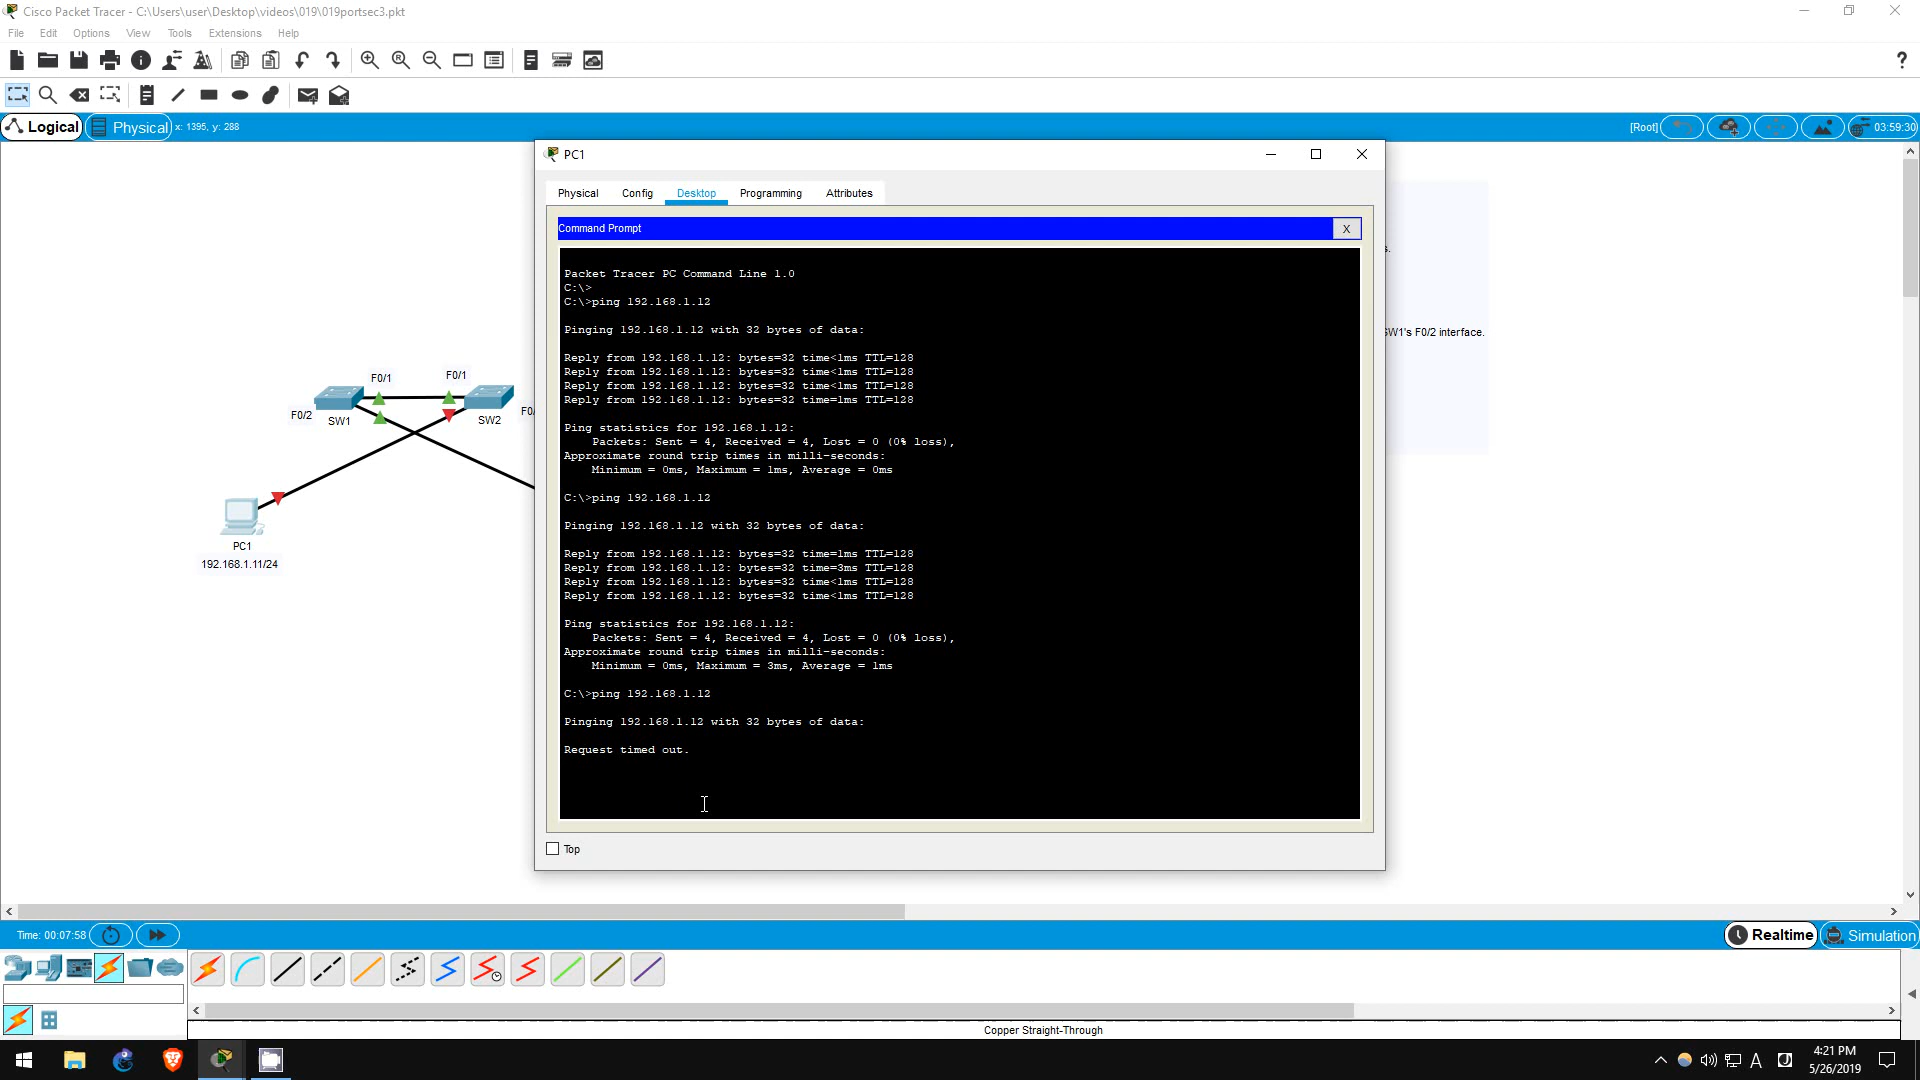 Cisco Packet Tracer - C:\Users\user\Desktop\videos\019\019portsec3.pkt
File Edit Options View Tools Extensions Help
Logical Physical x: 1395, y: 288 [Root] 03:59:30
PC1
Physical Config Desktop Programming Attributes
Command Prompt X
Packet Tracer PC Command Line 1.0
C:\>
C:\>ping 192.168.1.12
Pinging 192.168.1.12 with 32 bytes of data:
Reply from 192.168.1.12: bytes=32 time<1ms TTL=128
Reply from 192.168.1.12: bytes=32 time<1ms TTL=128
Reply from 192.168.1.12: bytes=32 time<1ms TTL=128
Reply from 192.168.1.12: bytes=32 time=1ms TTL=128
Ping statistics for 192.168.1.12:
Packets: Sent = 4, Received = 4, Lost = 0 (0% loss),
Approximate round trip times in milli-seconds:
Minimum = 0ms, Maximum = 1ms, Average = 0ms
C:\>ping 192.168.1.12
Pinging 192.168.1.12 with 32 bytes of data:
Reply from 192.168.1.12: bytes=32 time=1ms TTL=128
Reply from 192.168.1.12: bytes=32 time=3ms TTL=128
Reply from 192.168.1.12: bytes=32 time<1ms TTL=128
Reply from 192.168.1.12: bytes=32 time<1ms TTL=128
Ping statistics for 192.168.1.12:
Packets: Sent = 4, Received = 4, Lost = 0 (0% loss),
Approximate round trip times in milli-seconds:
Minimum = 0ms, Maximum = 3ms, Average = 1ms
C:\>ping 192.168.1.12
Pinging 192.168.1.12 with 32 bytes of data:
Request timed out.
Top
s.
SW1's F0/2 interface.
F0/1 F0/1
F0/2 SW1 SW2 F0/
PC1
192.168.1.11/24
Time: 00:07:58 Realtime Simulation
Copper Straight-Through
A
4:21 PM
5/26/2019